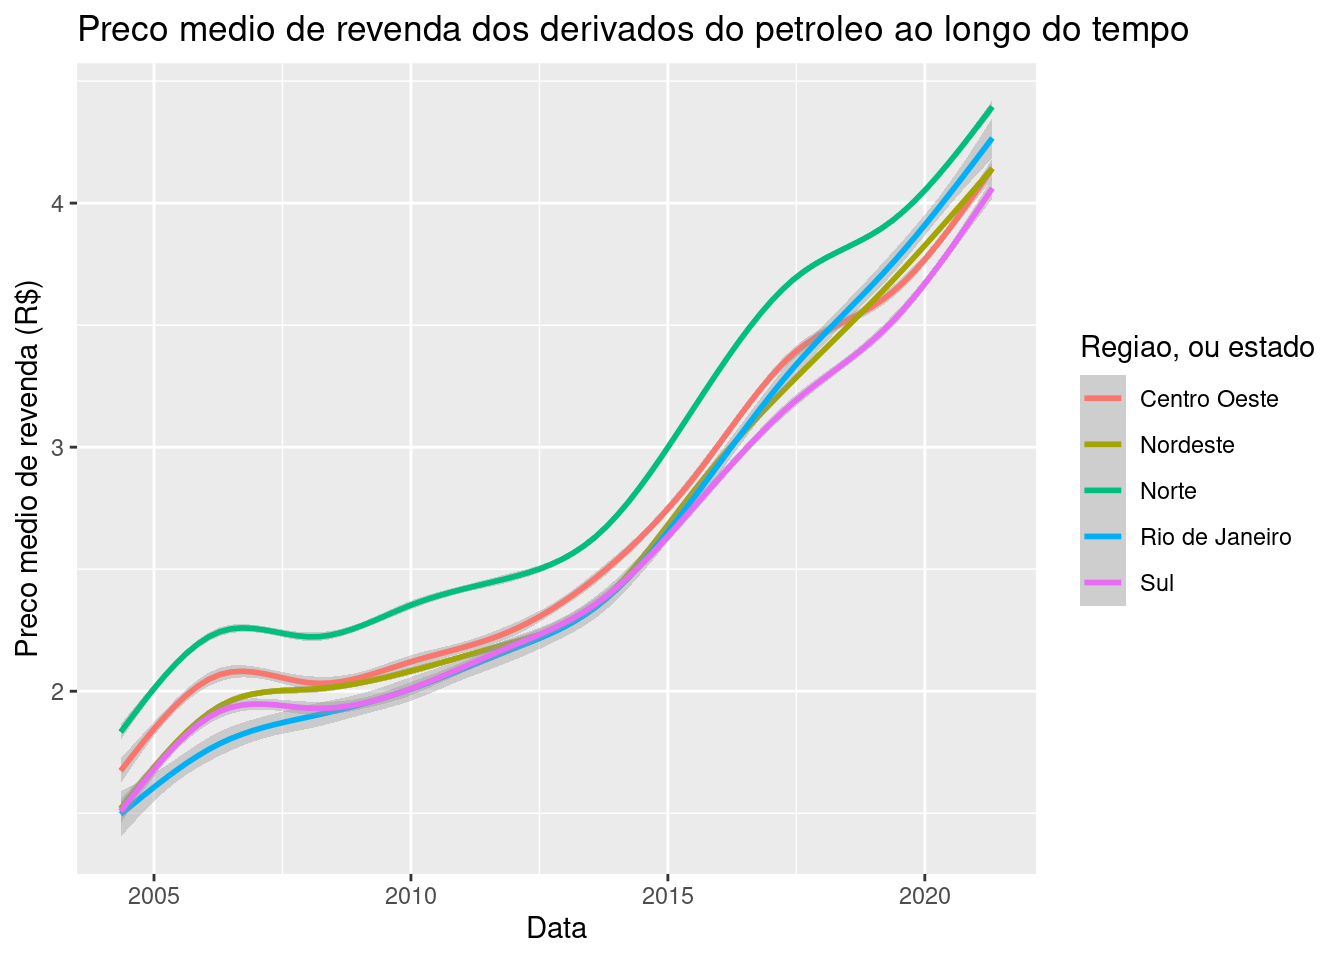 Preco medio de revenda dos derivados do petroleo ao longo do tempo
Preco medio de revenda (R$)
4
3
2
2005
2010
2015
2020
Data
Regiao, ou estado
Centro Oeste
Nordeste
Norte
Rio de Janeiro
Sul